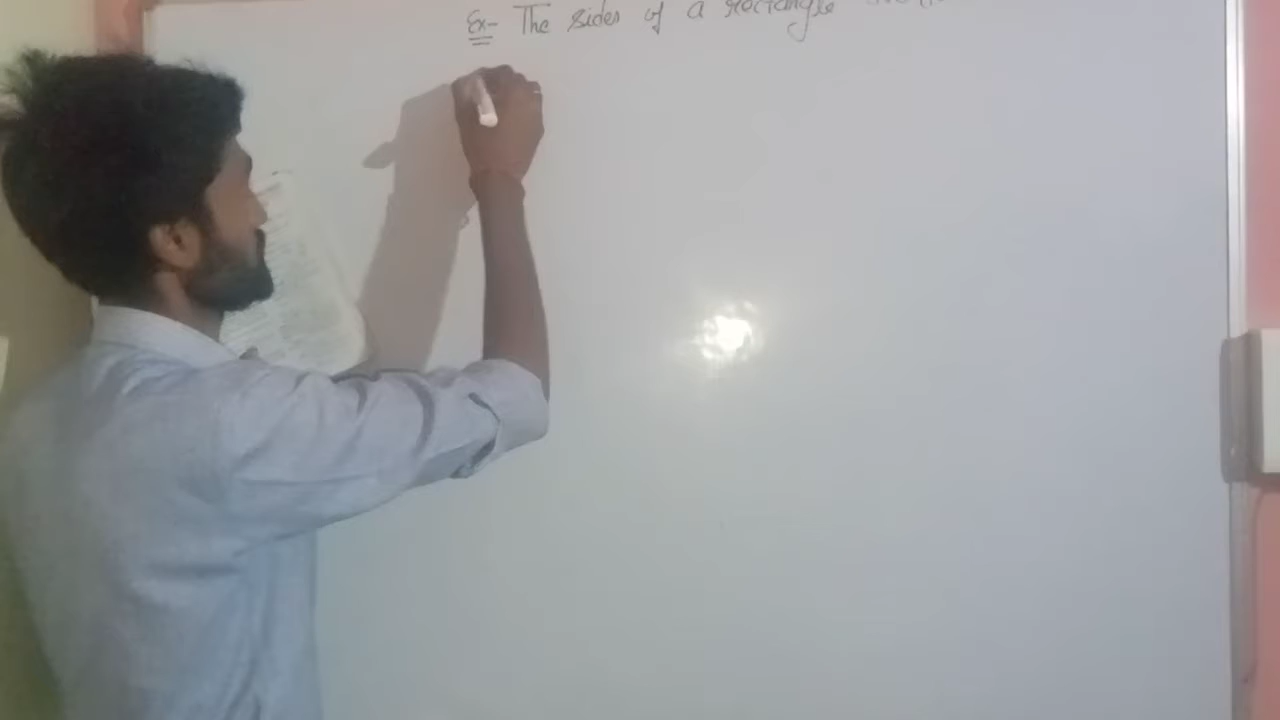 Ex- The sides of a rectangle